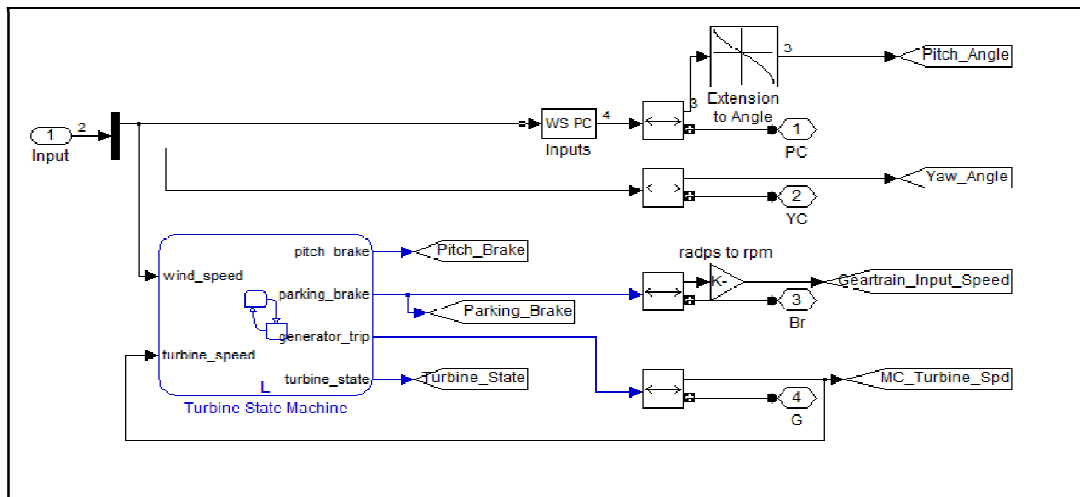 3
Pitch_Angle
Extension
to Angle
3
2
1
Input
WS PC
4
Inputs
1
PC
Yaw_Angle
2
YC
pitch_brake
Pitch_Brake
radps to rpm
wind_speed
K-
Geartrain_Input_Speed
parking_brake
Parking_Brake
3
Br
generator_trip
turbine_speed
turbine_state
Turbine_State
MC_Turbine_Spd
L
4
G
Turbine State Machine